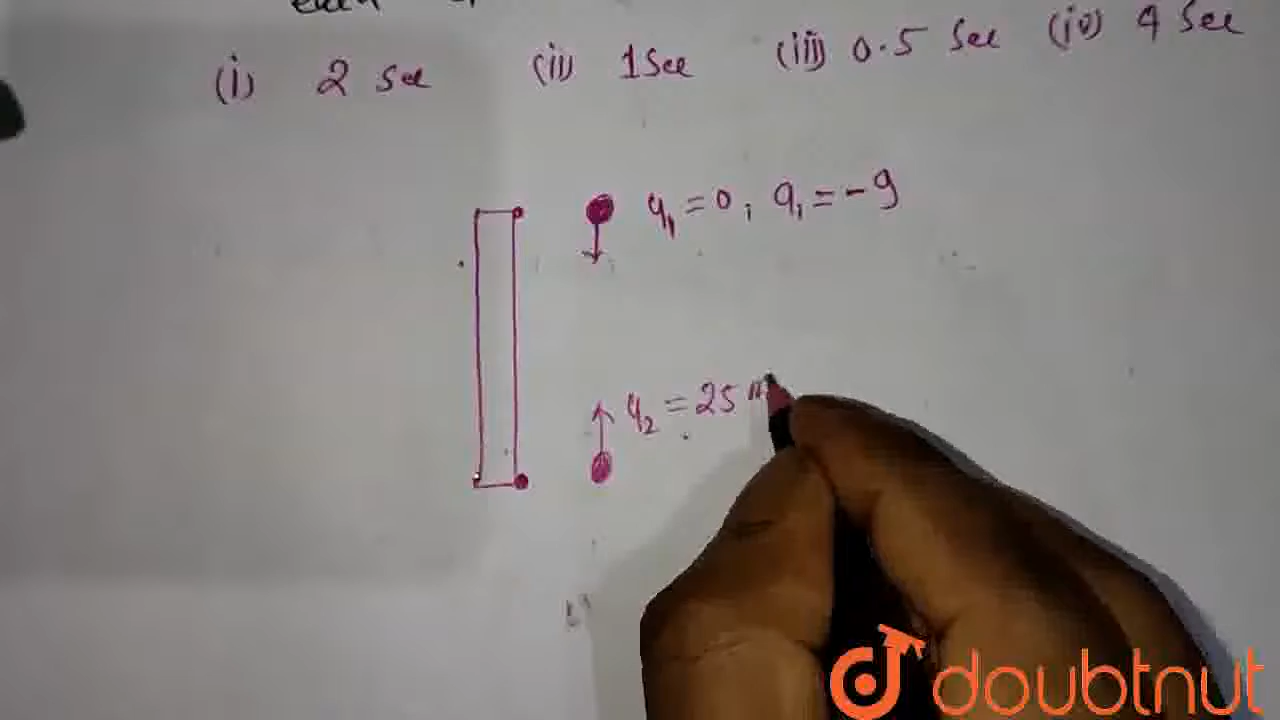 (i) 2 sec (ii) 1 Sec (iii) 0.5 Sec (iv) 4 Sec
u₁ = 0, a₁ = -g
u₂ = 25 m
doubtnut